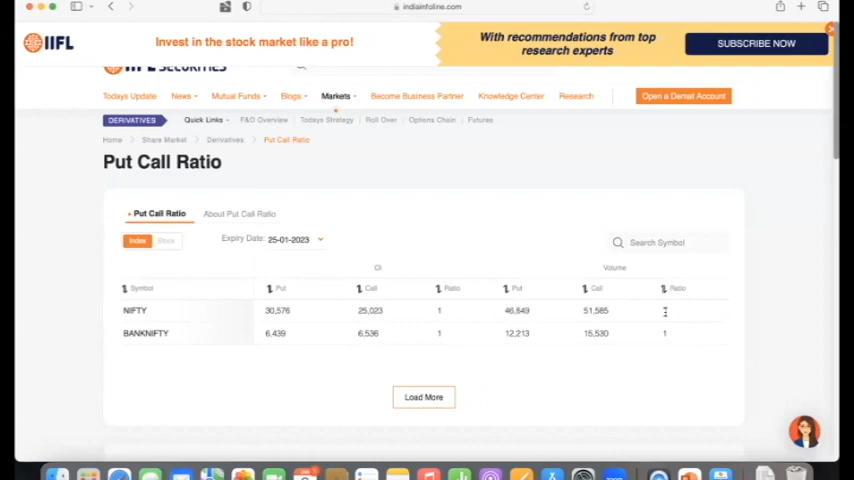 indiainfoline.com
IIFL
Invest in the stock market like a pro!
With recommendations from top
research experts
SUBSCRIBE NOW
IIFL SECURITIES
Todays Update News Mutual Funds Blogs Markets Become Business Partner Knowledge Center Research Open a Demat Account
DERIVATIVES Quick Links F&O Overview Todays Strategy Roll Over Options Chain Futures
Home Share Market Derivatives Put Call Ratio
Put Call Ratio
Put Call Ratio About Put Call Ratio
Index Stock Expiry Date: 25-01-2023 Search Symbol
OI Volume
Symbol Put Call Ratio Put Call Ratio
NIFTY 30,576 25,023 1 46,849 51,585
BANKNIFTY 6,439 6,536 1 12,213 15,530 1
Load More